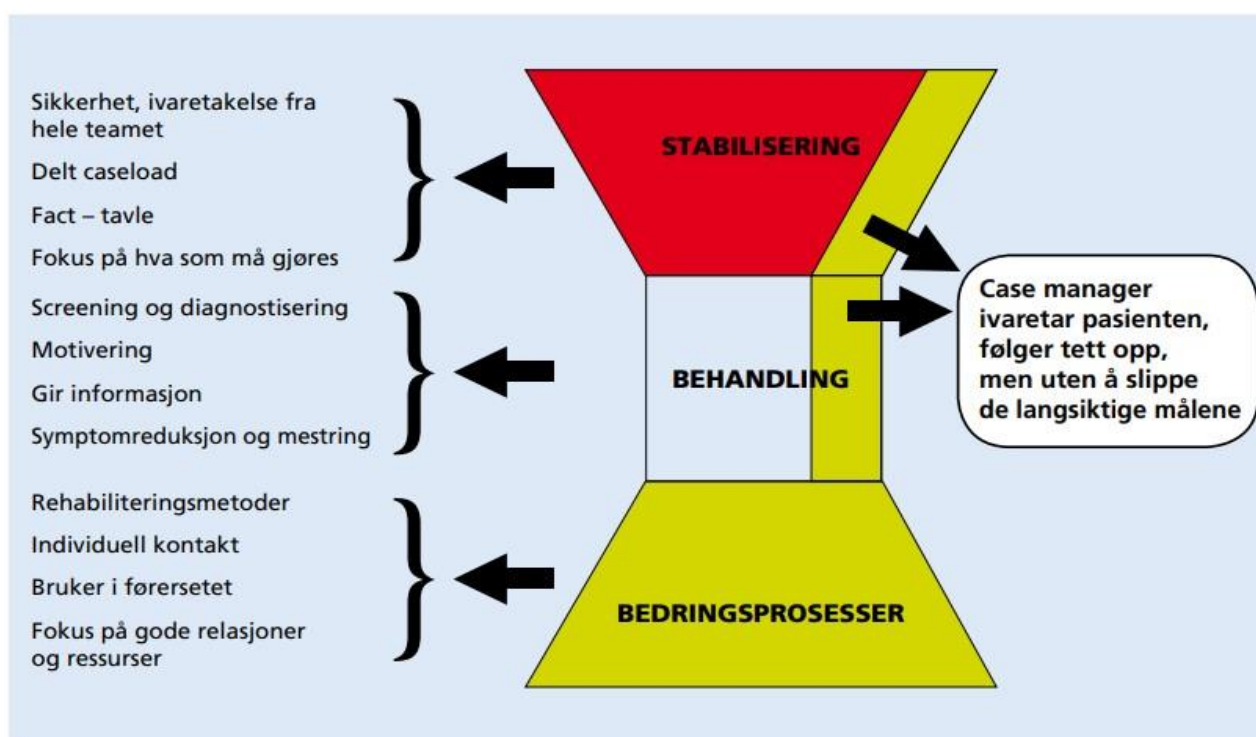 Sikkerhet, ivaretakelse fra
hele teamet
Delt caseload
Fact – tavle
Fokus på hva som må gjøres
Screening og diagnostisering
Motivering
Gir informasjon
Symptomreduksjon og mestring
Rehabiliteringsmetoder
Individuell kontakt
Bruker i førersetet
Fokus på gode relasjoner
og ressurser
STABILISERING
BEHANDLING
BEDRINGSPROSESSER
Case manager
ivaretar pasienten,
følger tett opp,
men uten å slippe
de langsiktige målene